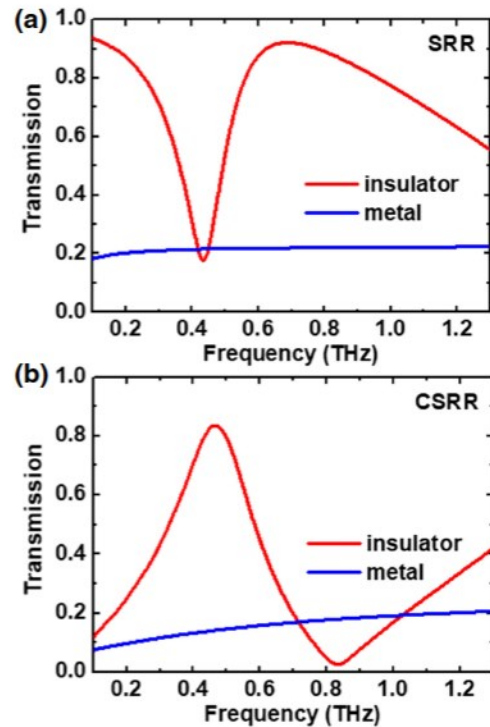 (a)
SRR
Transmission
1.0
0.8
0.6
0.4
0.2
0.0
insulator
metal
0.2 0.4 0.6 0.8 1.0 1.2
Frequency (THz)
(b)
CSRR
Transmission
1.0
0.8
0.6
0.4
0.2
0.0
insulator
metal
0.2 0.4 0.6 0.8 1.0 1.2
Frequency (THz)